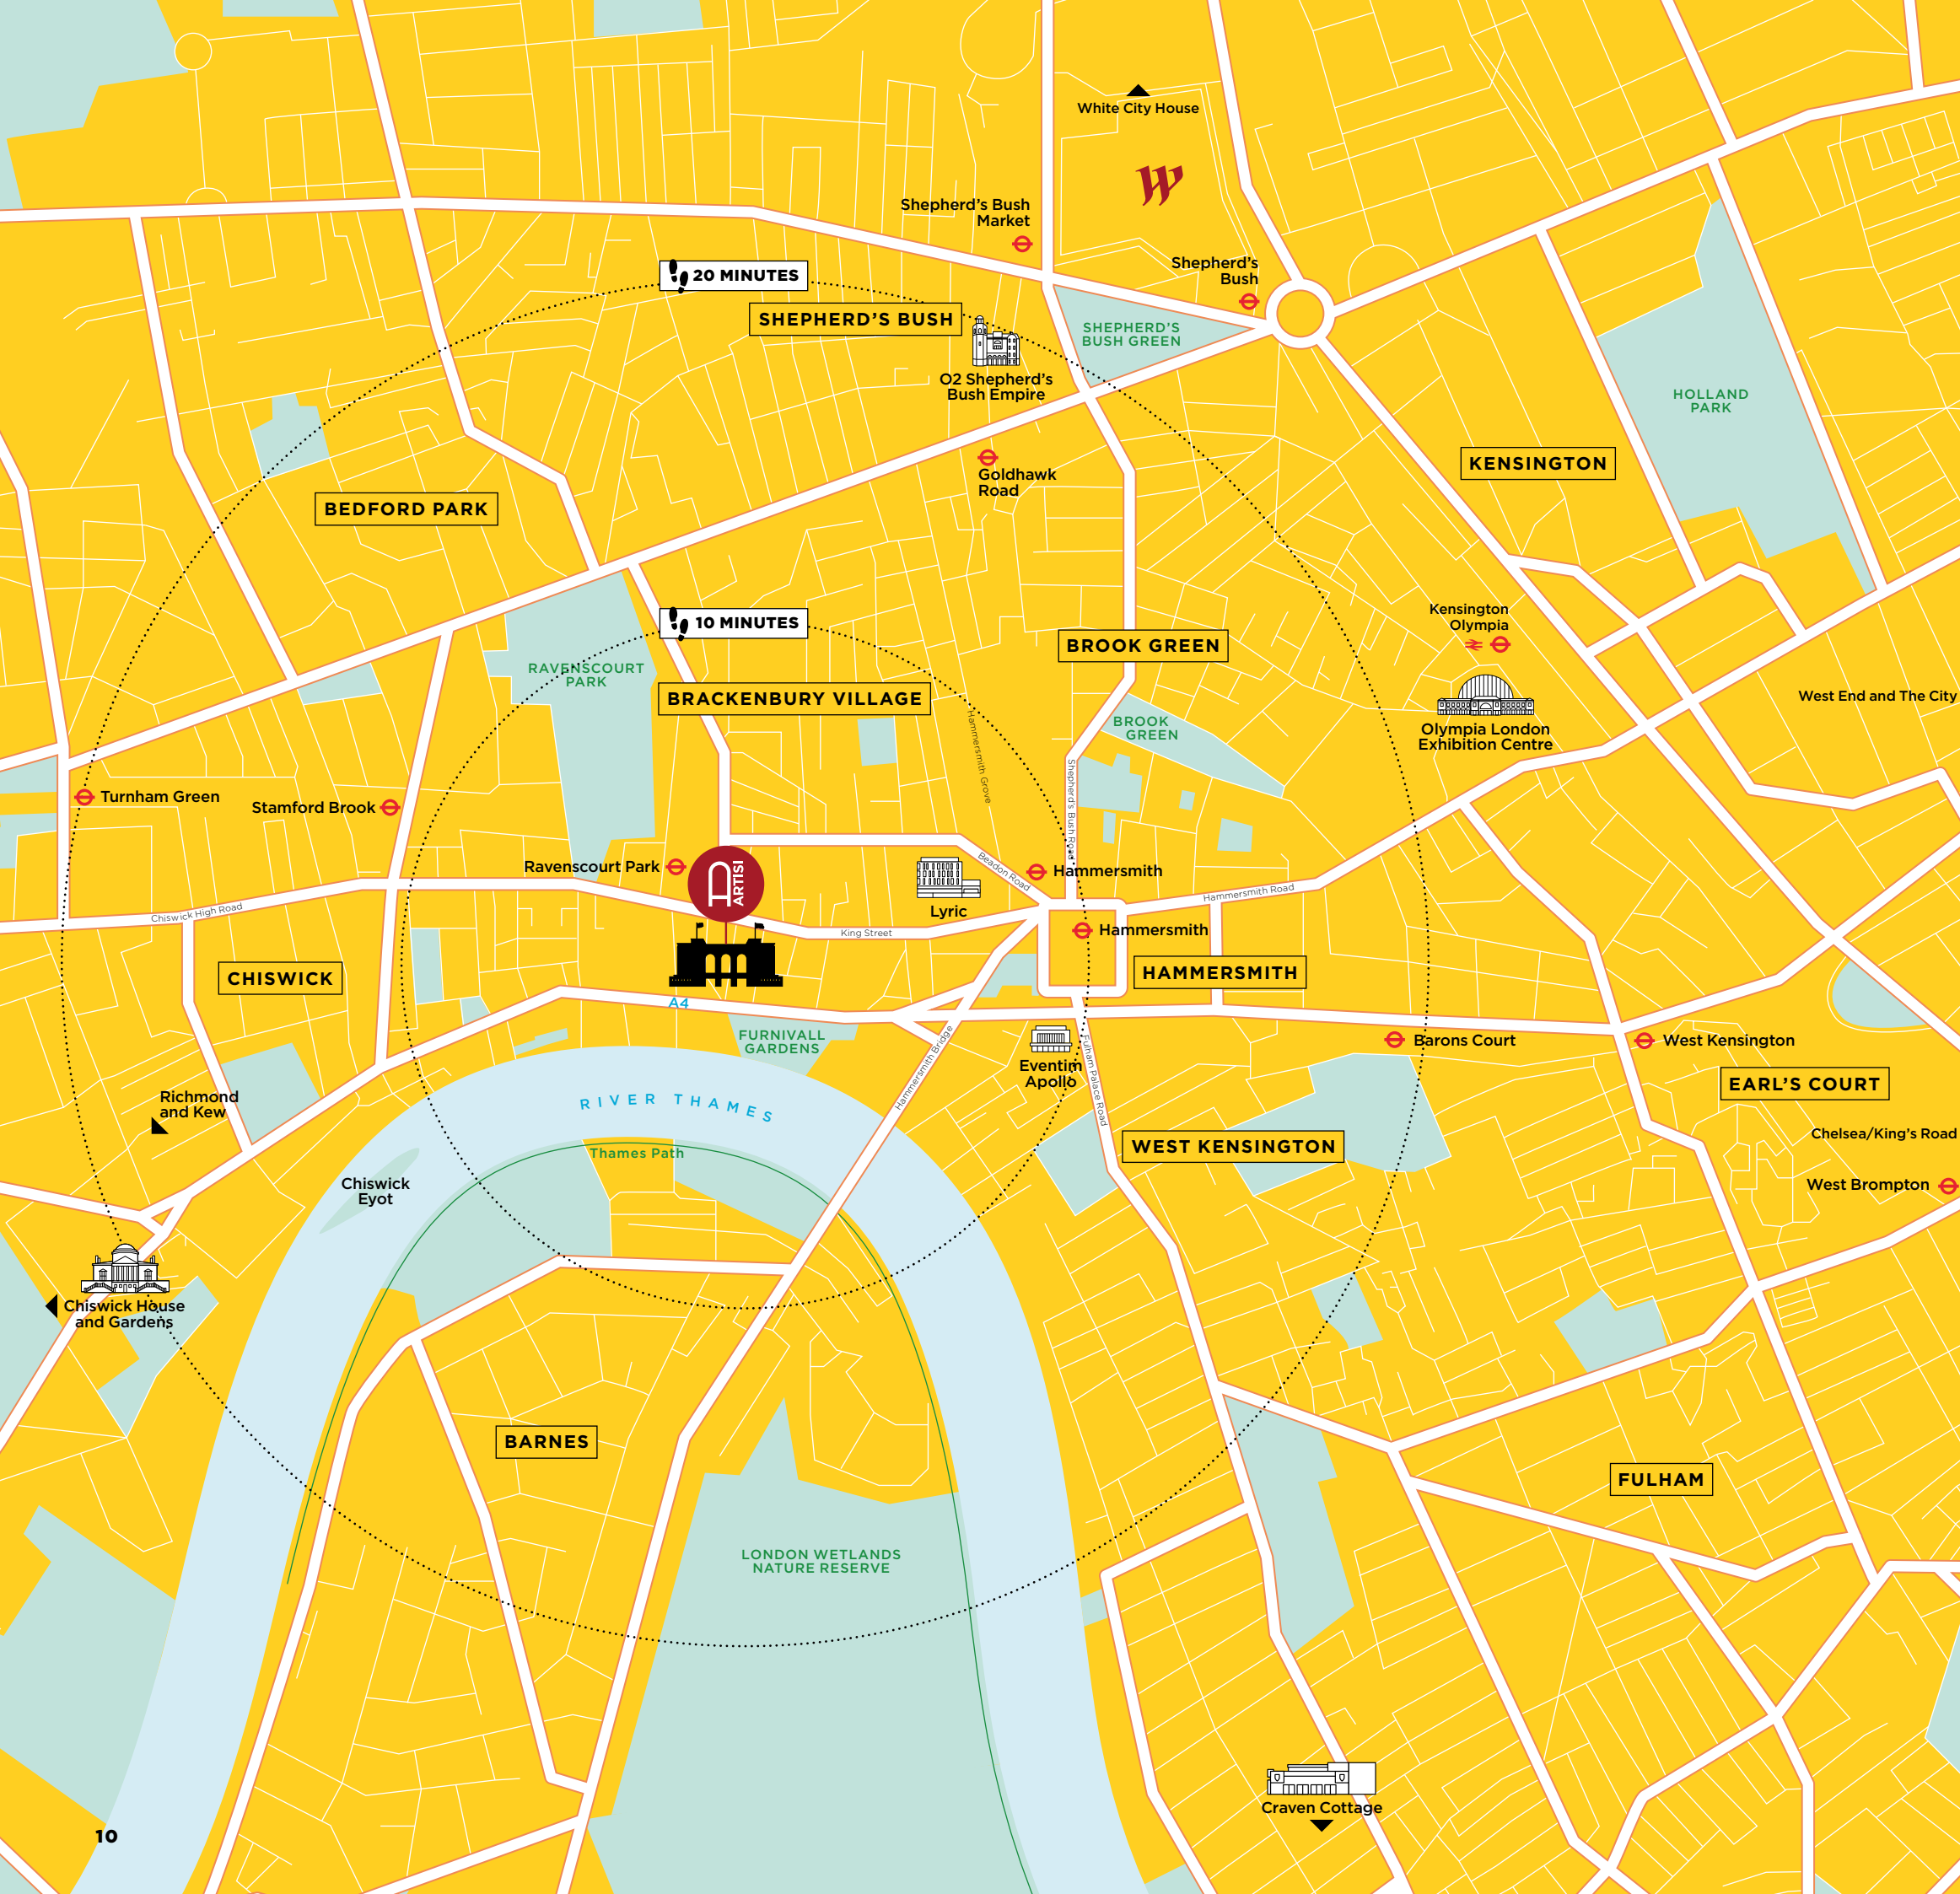 White City House
W
Shepherd's Bush
Market
Shepherd's
Bush
20 MINUTES
SHEPHERD'S BUSH
SHEPHERD'S
BUSH GREEN
O2 Shepherd's
Bush Empire
HOLLAND
PARK
KENSINGTON
Goldhawk
Road
BEDFORD PARK
10 MINUTES
Kensington
Olympia
BROOK GREEN
RAVENSCOURT
PARK
BRACKENBURY VILLAGE
West End and The City
Hammersmith Grove
BROOK
GREEN
Olympia London
Exhibition Centre
Shepherd's Bush Road
Turnham Green
Stamford Brook
Ravenscourt Park
ARTISI
Beadon Road
Hammersmith
Lyric
Hammersmith Road
Chiswick High Road
King Street
Hammersmith
CHISWICK
HAMMERSMITH
A4
FURNIVALL
GARDENS
Hammersmith Bridge
Eventim
Apollo
Fulham Palace Road
Barons Court
West Kensington
EARL'S COURT
Richmond
and Kew
RIVER THAMES
Thames Path
WEST KENSINGTON
Chelsea/King's Road
Chiswick
Eyot
West Brompton
Chiswick House
and Gardens
BARNES
FULHAM
LONDON WETLANDS
NATURE RESERVE
Craven Cottage
10